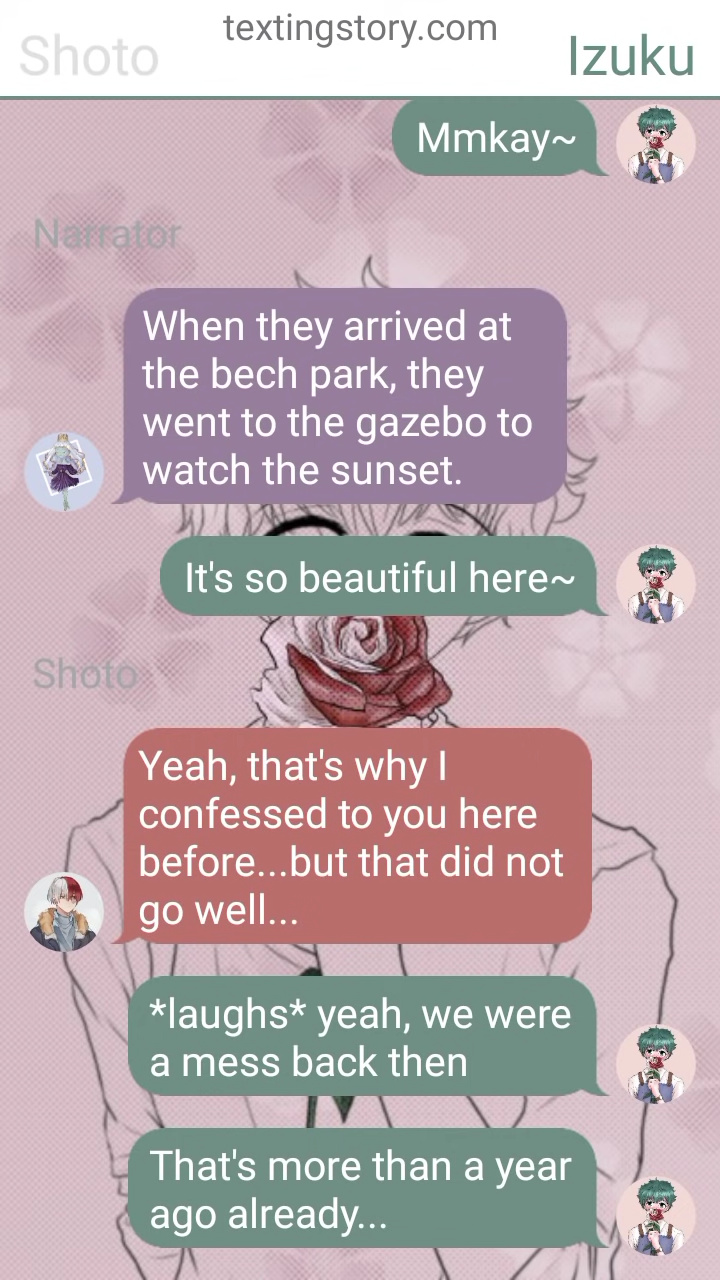 textingstory.com
Shoto
Izuku
Mmkay~
Narrator
When they arrived at
the bech park, they
went to the gazebo to
watch the sunset.
It's so beautiful here~
Shoto
Yeah, that's why I
confessed to you here
before...but that did not
go well...
*laughs* yeah, we were
a mess back then
That's more than a year
ago already...